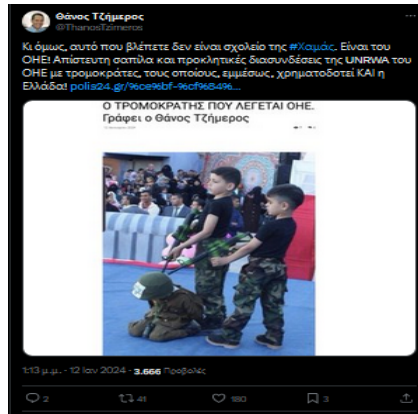 Θάνος Τζήμερος
@ThanosTzimeros
Κι όμως, αυτό που βλέπετε δεν είναι σχολείο της #Χαμάς. Είναι του
ΟΗΕ! Απίστευτη σαπίλα και προκλητικές διασυνδέσεις της UNRWA του
ΟΗΕ με τρομοκράτες, τους οποίους, εμμέσως, χρηματοδοτεί ΚΑΙ η
Ελλάδα!
Ο ΤΡΟΜΟΚΡΑΤΗΣ ΠΟΥ ΛΕΓΕΤΑΙ ΟΗΕ.
Γράφει ο Θάνος Τζήμερος
1:13 μ.μ. · 12 Ιαν 2024 · 3.666 Προβολές
2 41 180 3